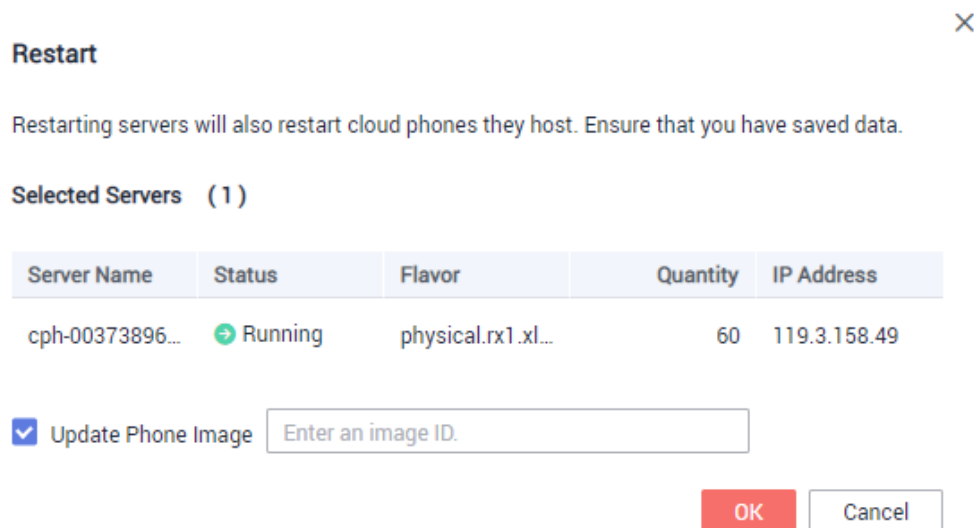 Restart
Restarting servers will also restart cloud phones they host. Ensure that you have saved data.
Selected Servers ( 1 )
Server Name Status Flavor Quantity IP Address
cph-00373896... Running physical.rx1.xl... 60 119.3.158.49
Update Phone Image Enter an image ID.
OK Cancel